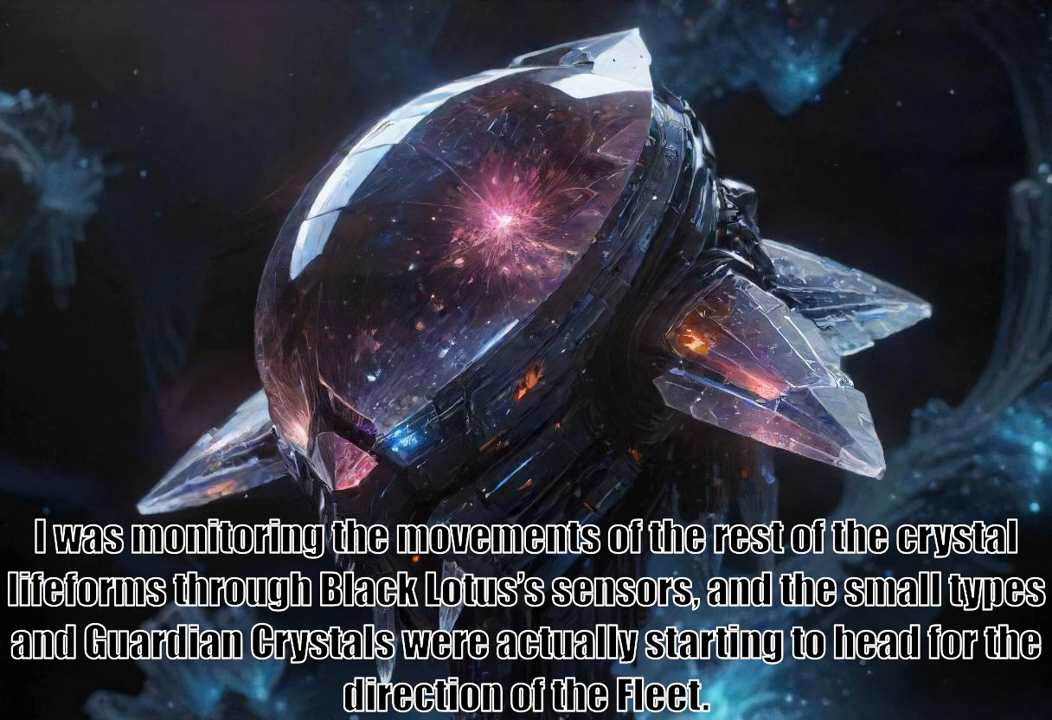 I was monitoring the movements of the rest of the crystal
lifeforms through Black Lotus's sensors, and the small types
and Guardian Crystals were actually starting to head for the
direction of the Fleet.